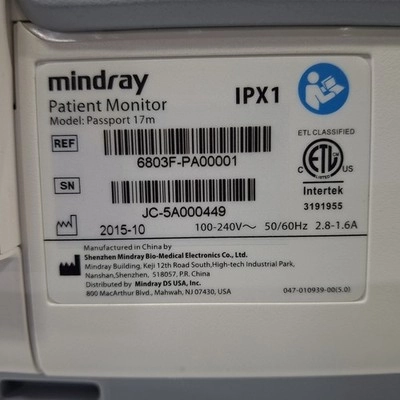 mindray
Patient Monitor
Model: Passport 17m
IPX1
ETL CLASSIFIED
REF
6803F-PA00001
SN
JC-5A000449
C ETL US
Intertek
3191955
2015-10
100-240V～ 50/60Hz 2.8-1.6A
Manufactured in China by
Shenzhen Mindray Bio-Medical Electronics Co., Ltd.
Mindray Building, Keji 12th Road South,High-tech Industrial Park,
Nanshan,Shenzhen, 518057, P.R. China
Distributed by Mindray DS USA, Inc.
800 MacArthur Blvd., Mahwah, NJ 07430, USA
047-010939-00(5.0)